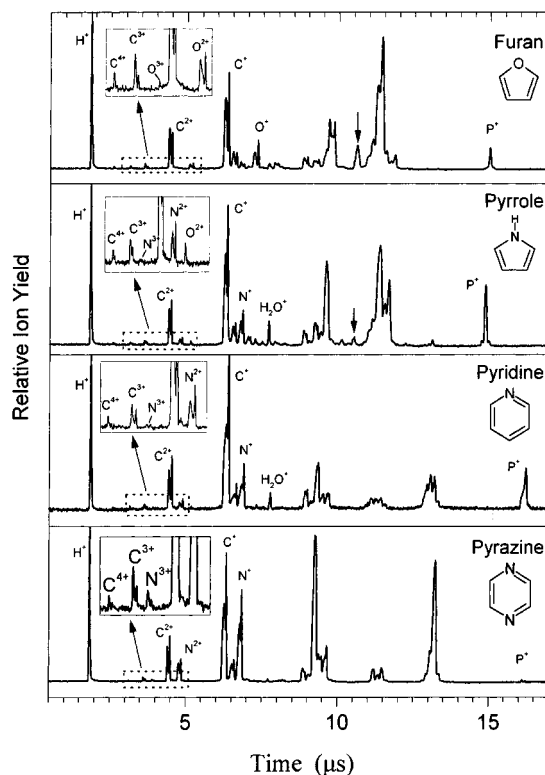 H⁺
C⁴⁺
C³⁺
O³⁺
O²⁺
C²⁺
C⁺
O⁺
Furan
O
P⁺
H⁺
C⁴⁺
C³⁺
N³⁺
N²⁺
O²⁺
C²⁺
C⁺
N⁺
H₂O⁺
Pyrrole
H
N
P⁺
H⁺
C⁴⁺
C³⁺
N³⁺
N²⁺
C²⁺
C⁺
N⁺
H₂O⁺
Pyridine
N
P⁺
H⁺
C⁴⁺
C³⁺
N³⁺
C²⁺
N²⁺
C⁺
N⁺
Pyrazine
N
N
P⁺
Relative Ion Yield
5 10 15
Time (μs)